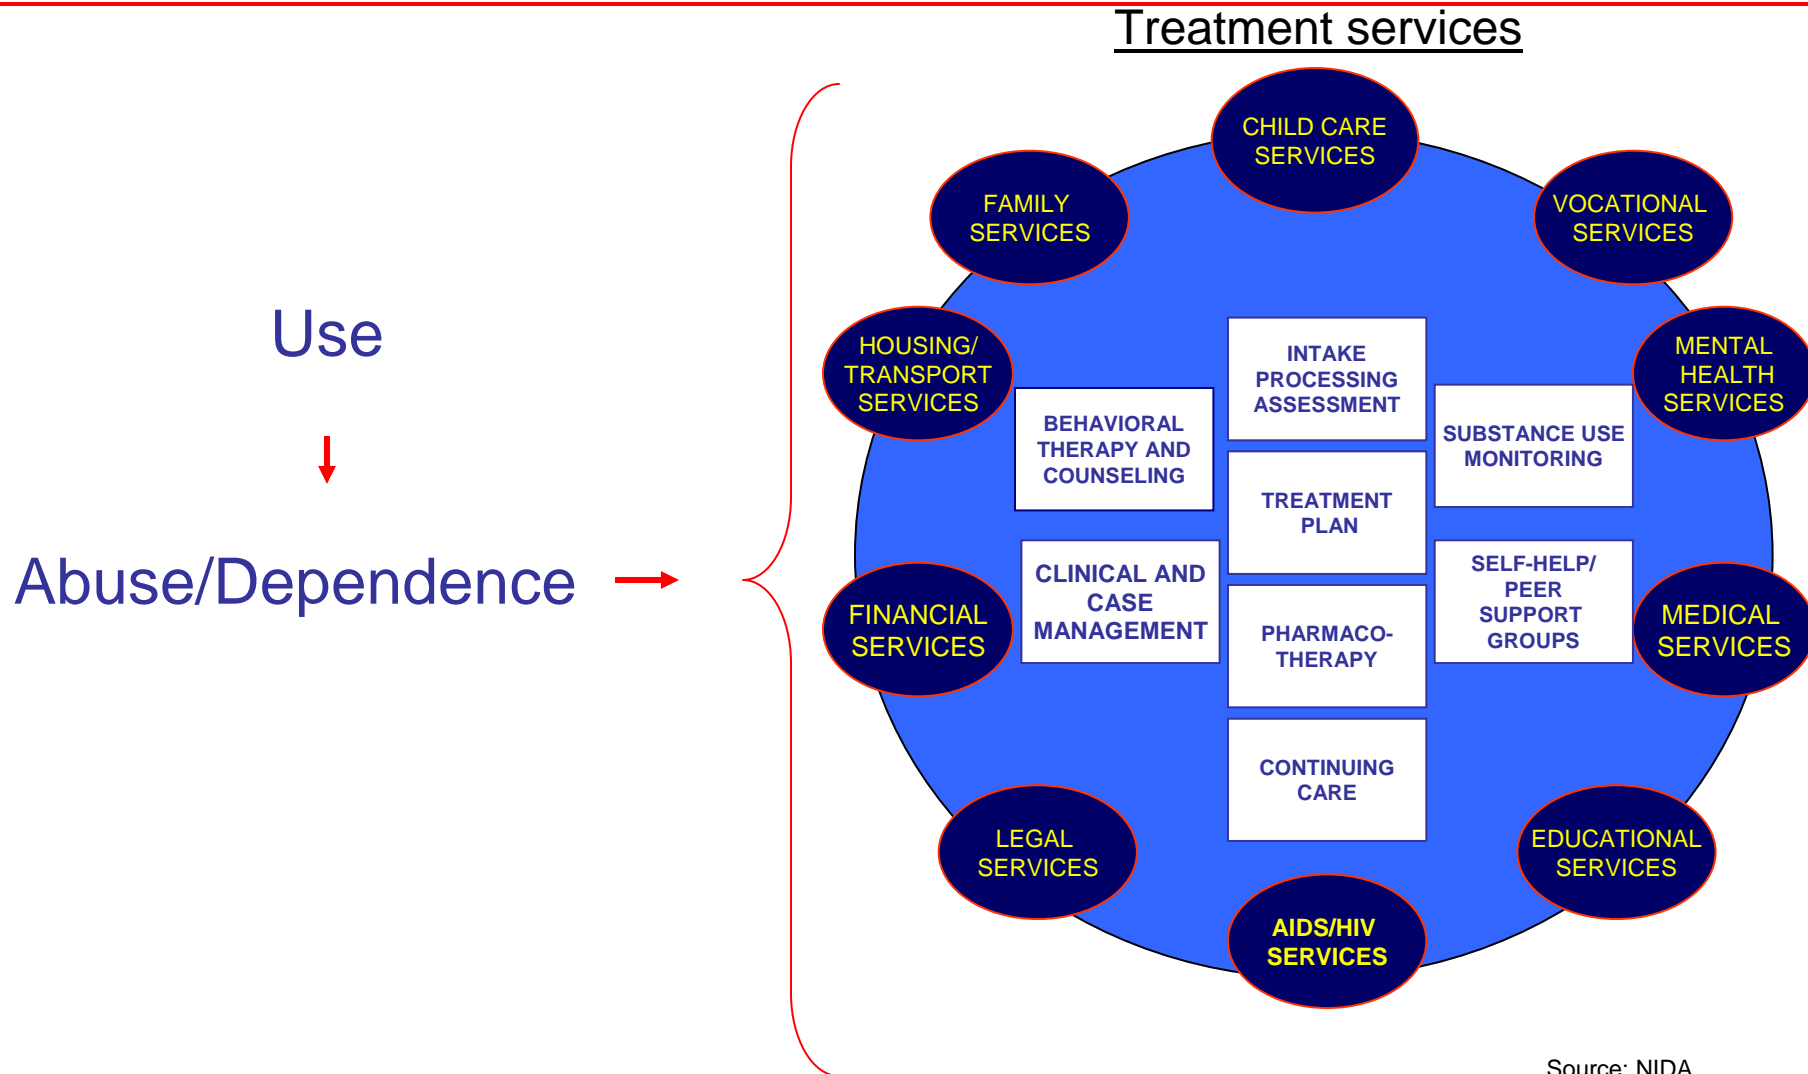 Treatment services
CHILD CARE
SERVICES
FAMILY
SERVICES
VOCATIONAL
SERVICES
Use
HOUSING/
TRANSPORT
SERVICES
INTAKE
PROCESSING
ASSESSMENT
MENTAL
HEALTH
SERVICES
BEHAVIORAL
THERAPY AND
COUNSELING
SUBSTANCE USE
MONITORING
TREATMENT
PLAN
Abuse/Dependence
CLINICAL AND
CASE
MANAGEMENT
SELF-HELP/
PEER
SUPPORT
GROUPS
FINANCIAL
SERVICES
PHARMACO-
THERAPY
MEDICAL
SERVICES
CONTINUING
CARE
LEGAL
SERVICES
EDUCATIONAL
SERVICES
AIDS/HIV
SERVICES
Source: NIDA